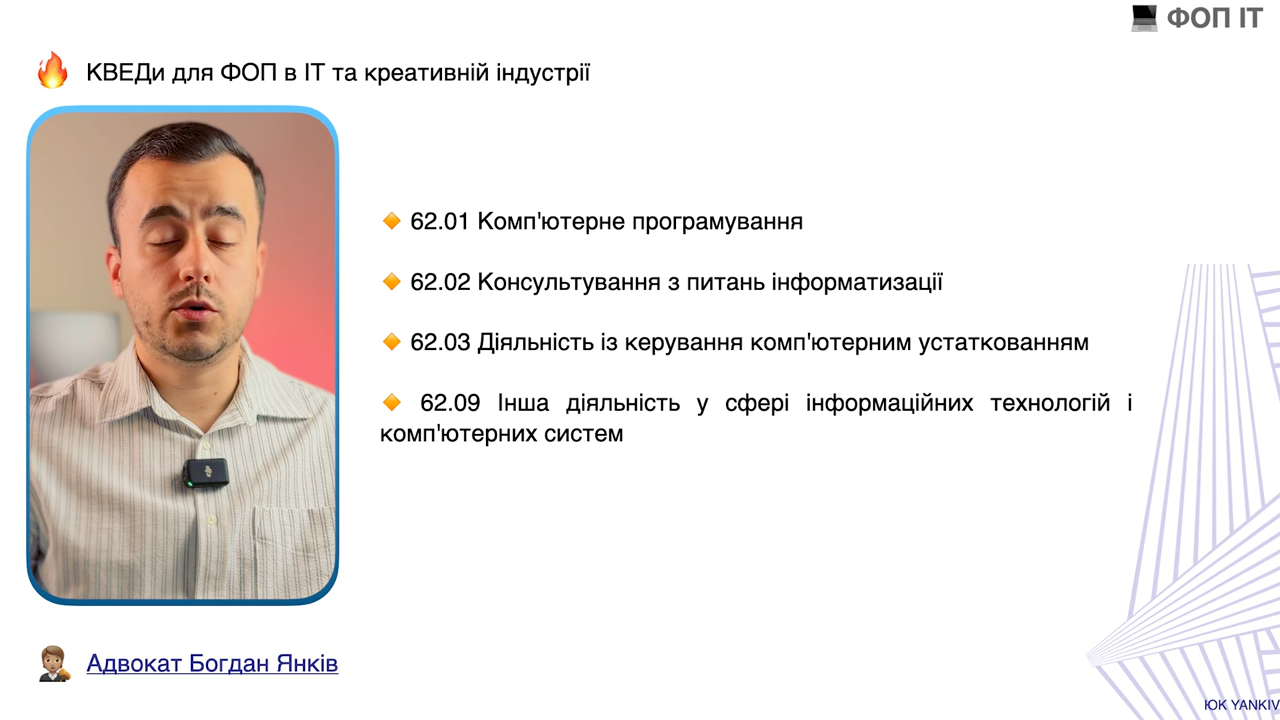 ФОП ІТ
КВЕДи для ФОП в ІТ та креативній індустрії
62.01 Комп'ютерне програмування
62.02 Консультування з питань інформатизації
62.03 Діяльність із керування комп'ютерним устаткованням
62.09 Інша діяльність у сфері інформаційних технологій і
комп'ютерних систем
Адвокат Богдан Янків
ЮК YANKIV